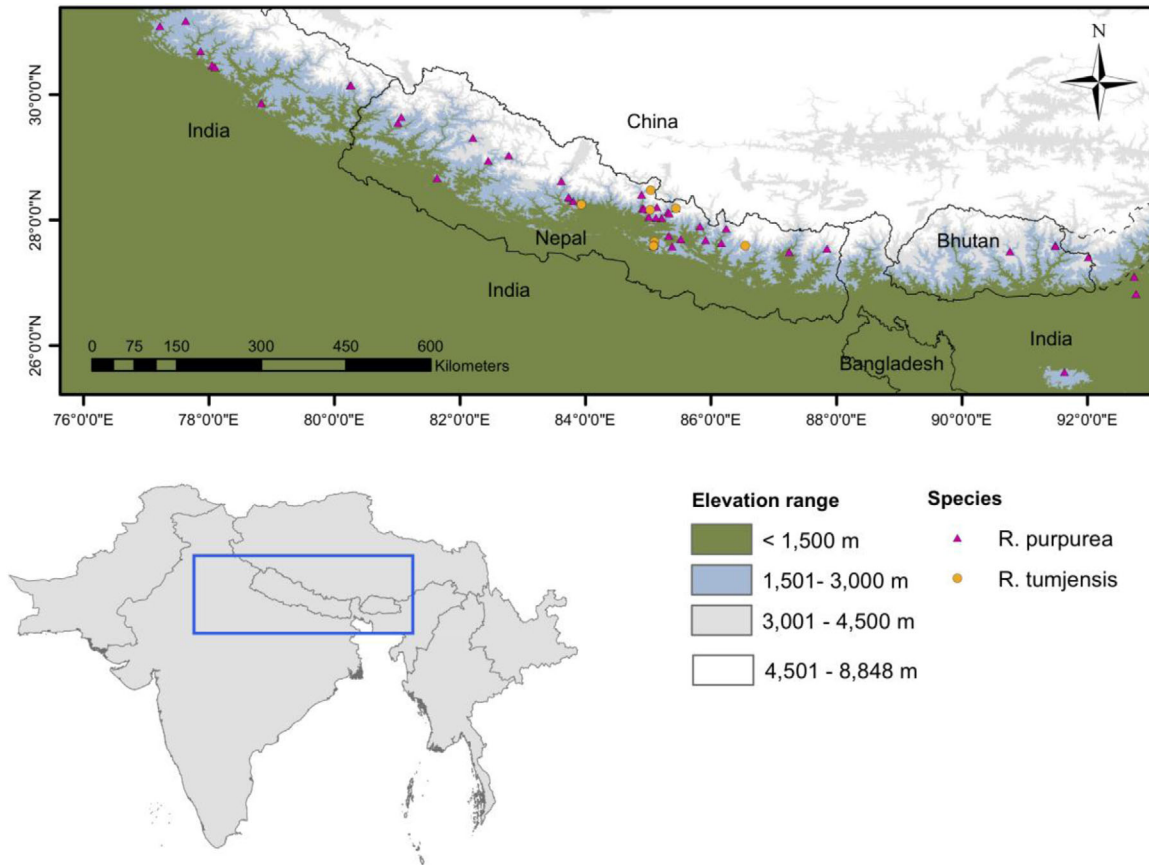 N
30°0'0"N
28°0'0"N
26°0'0"N
India
China
Nepal
India
Bhutan
India
Bangladesh
0 75 150 300 450 600
Kilometers
76°0'0"E 78°0'0"E 80°0'0"E 82°0'0"E 84°0'0"E 86°0'0"E 88°0'0"E 90°0'0"E 92°0'0"E
Elevation range
< 1,500 m
1,501- 3,000 m
3,001 - 4,500 m
4,501 - 8,848 m
Species
R. purpurea
R. tumjensis